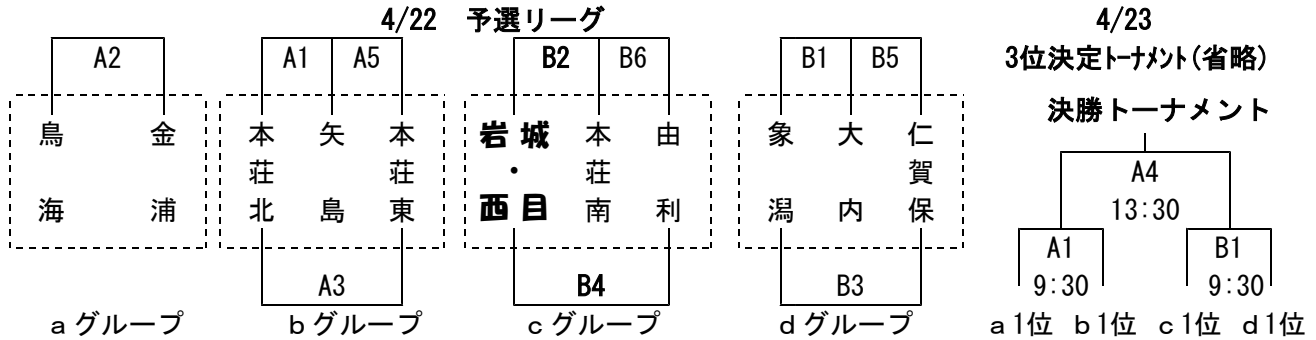 4/22　予選リーグ
4/23
3位決定トーナメント(省略)
決勝トーナメント
A2
A1 A5
B2 B6
B1 B5
鳥海 金浦
本荘北 矢島 本荘東
岩城・西目 本荘南 由利
象潟 大内 仁賀保
A3
B4
B3
A4
13:30
A1
9:30
B1
9:30
aグループ
bグループ
cグループ
dグループ
a1位 b1位 c1位 d1位